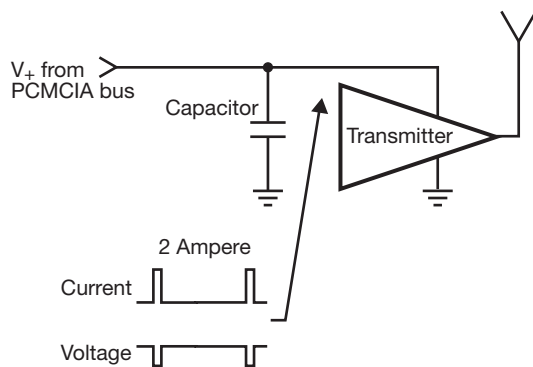 V+ from
PCMCIA bus
Capacitor
Transmitter
2 Ampere
Current
Voltage